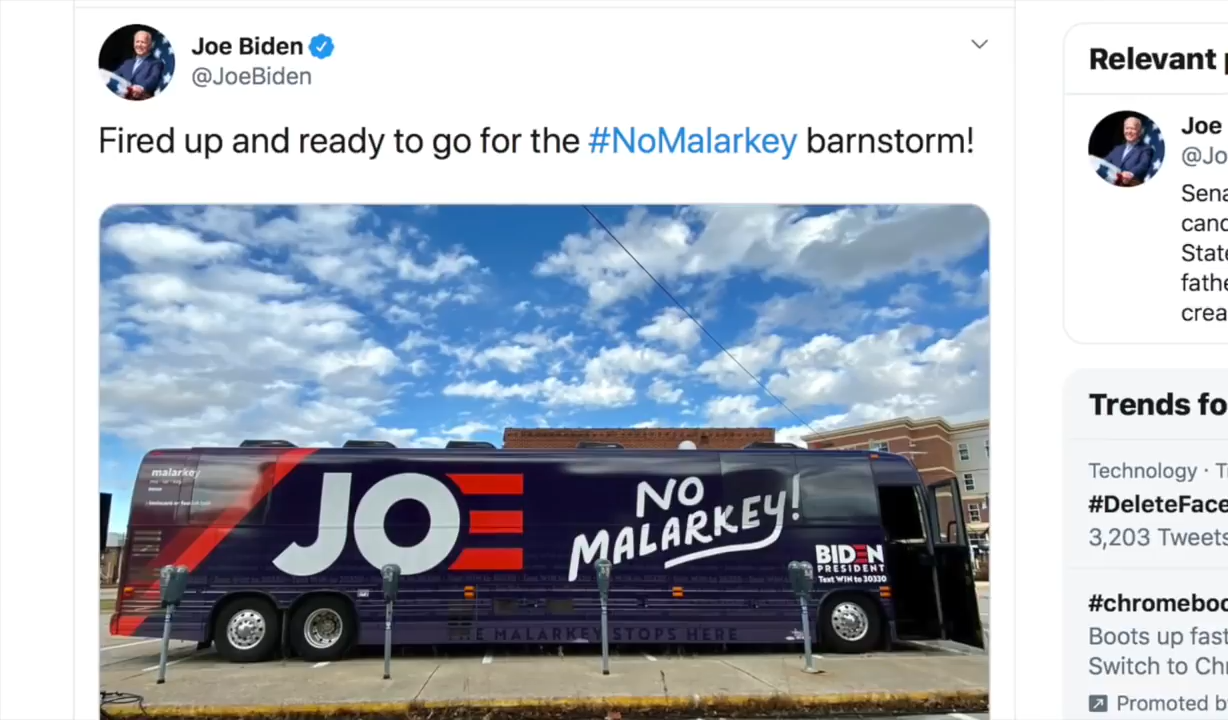 Joe Biden
@JoeBiden
Fired up and ready to go for the #NoMalarkey barnstorm!
malarkey
JOE
NO
MALARKEY!
BIDEN
PRESIDENT
Text WIN to 30330
E MALARKEY STOPS HERE
Relevant p
Joe
@Jo
Sena
cand
State
fathe
crea
Trends fo
Technology · T
#DeleteFace
3,203 Tweets
#chromeboo
Boots up fast
Switch to Chr
Promoted b